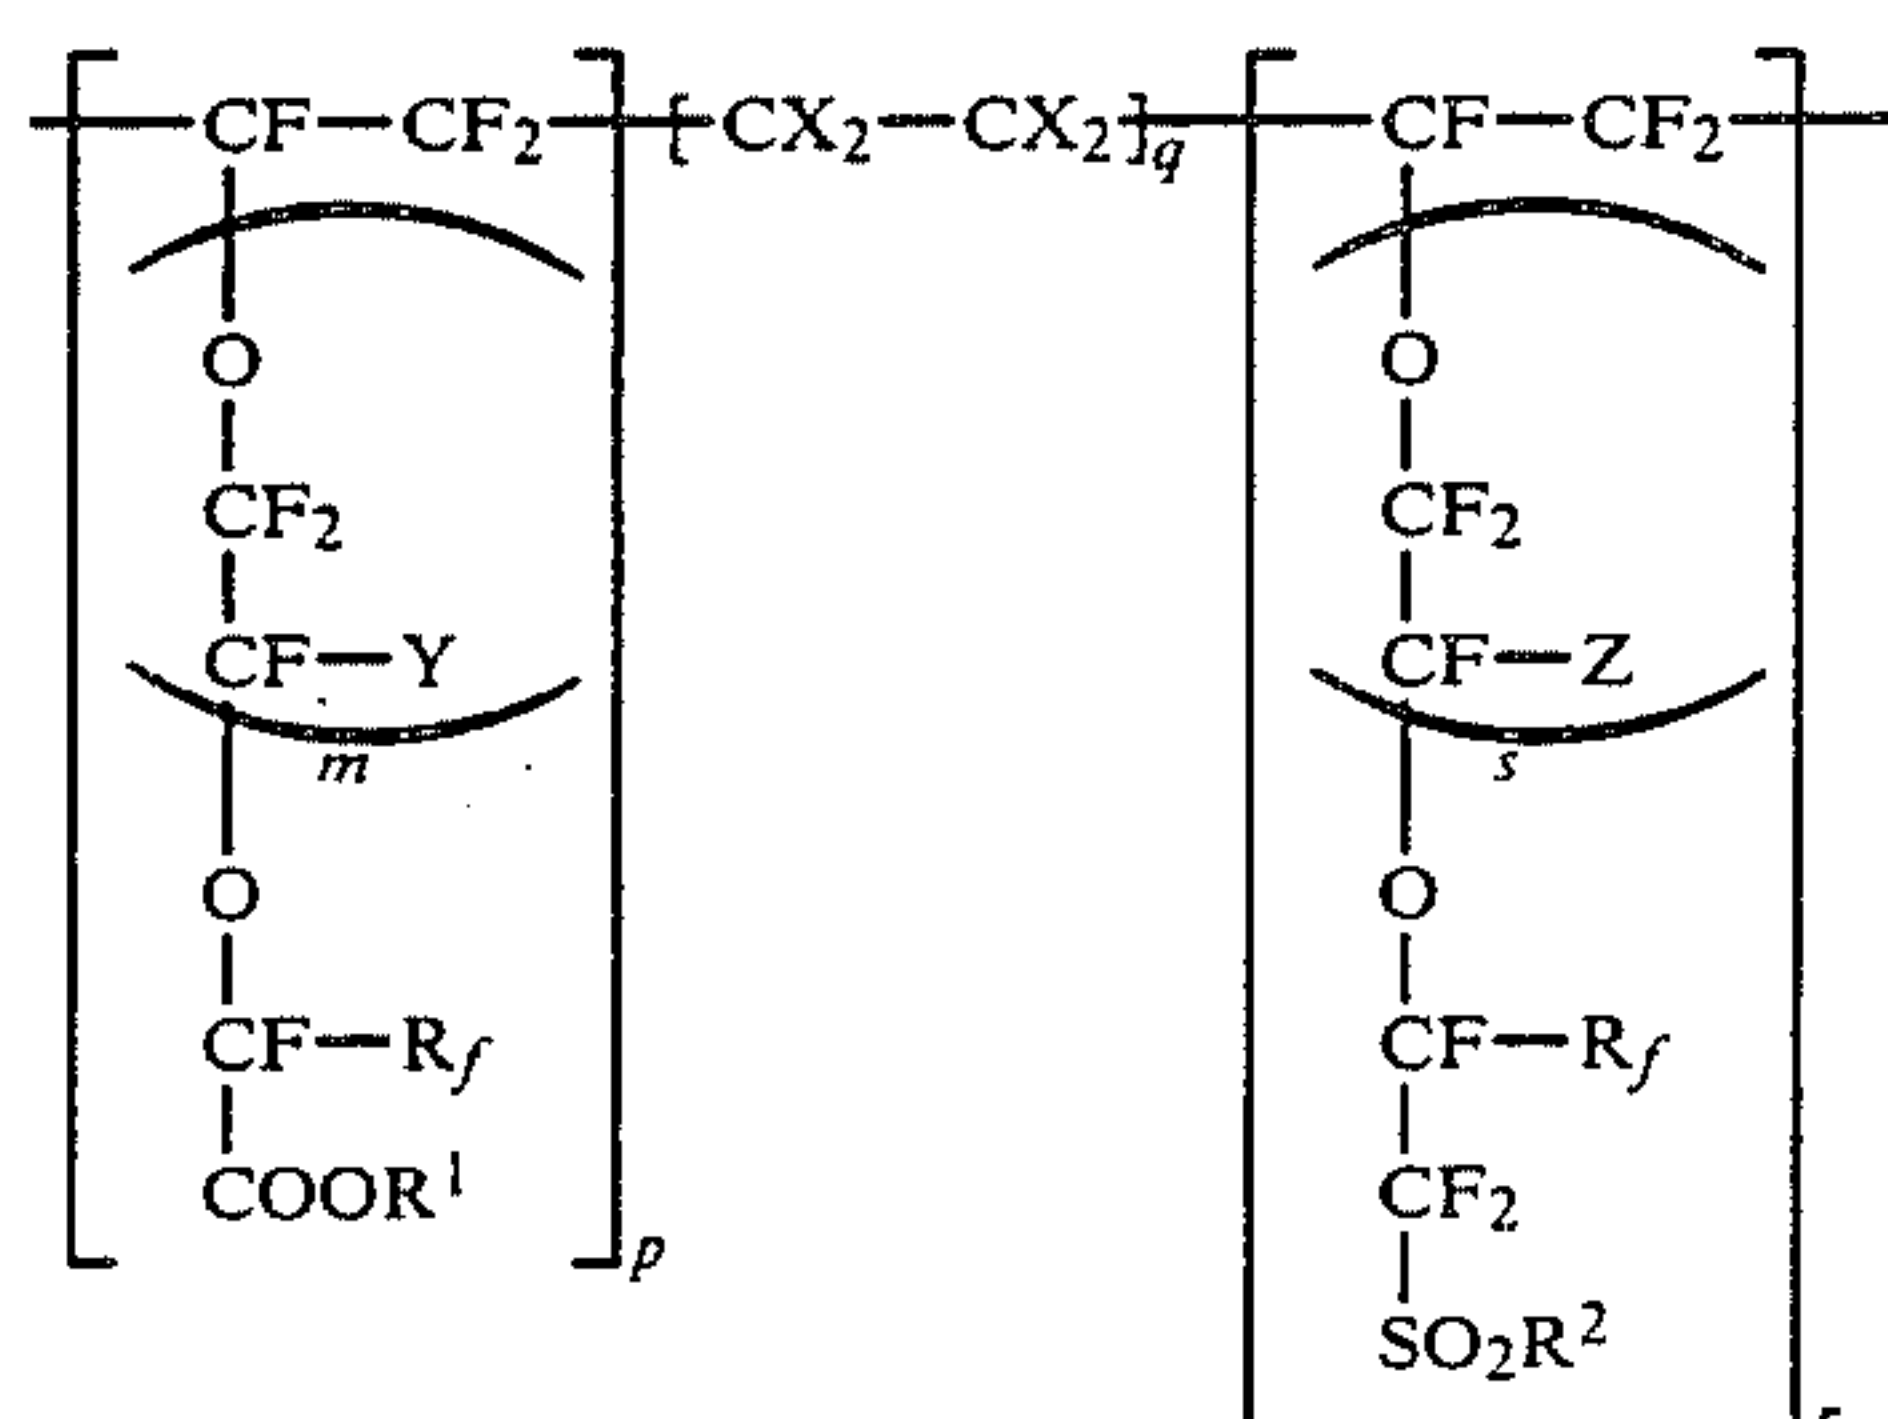 CF—CF2 [CX2—CX2]q CF—CF2
O O
CF2 CF2
CF—Y CF—Z
m s
O O
CF—Rf CF—Rf
COOR1 CF2
p
SO2R2